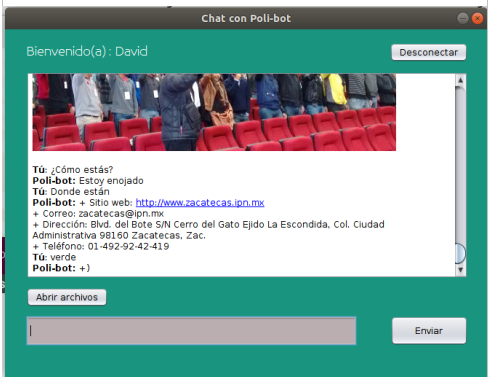 Chat con Poli-bot
Bienvenido(a) : David
Desconectar
Tú: ¿Cómo estás?
Poli-bot: Estoy enojado
Tú: Donde están
Poli-bot: + Sitio web: http://www.zacatecas.ipn.mx
+ Correo: zacatecas@ipn.mx
+ Dirección: Blvd. del Bote S/N Cerro del Gato Ejido La Escondida, Col. Ciudad
Administrativa 98160 Zacatecas, Zac.
+ Teléfono: 01-492-92-42-419
Tú: verde
Poli-bot: +)
Abrir archivos
Enviar